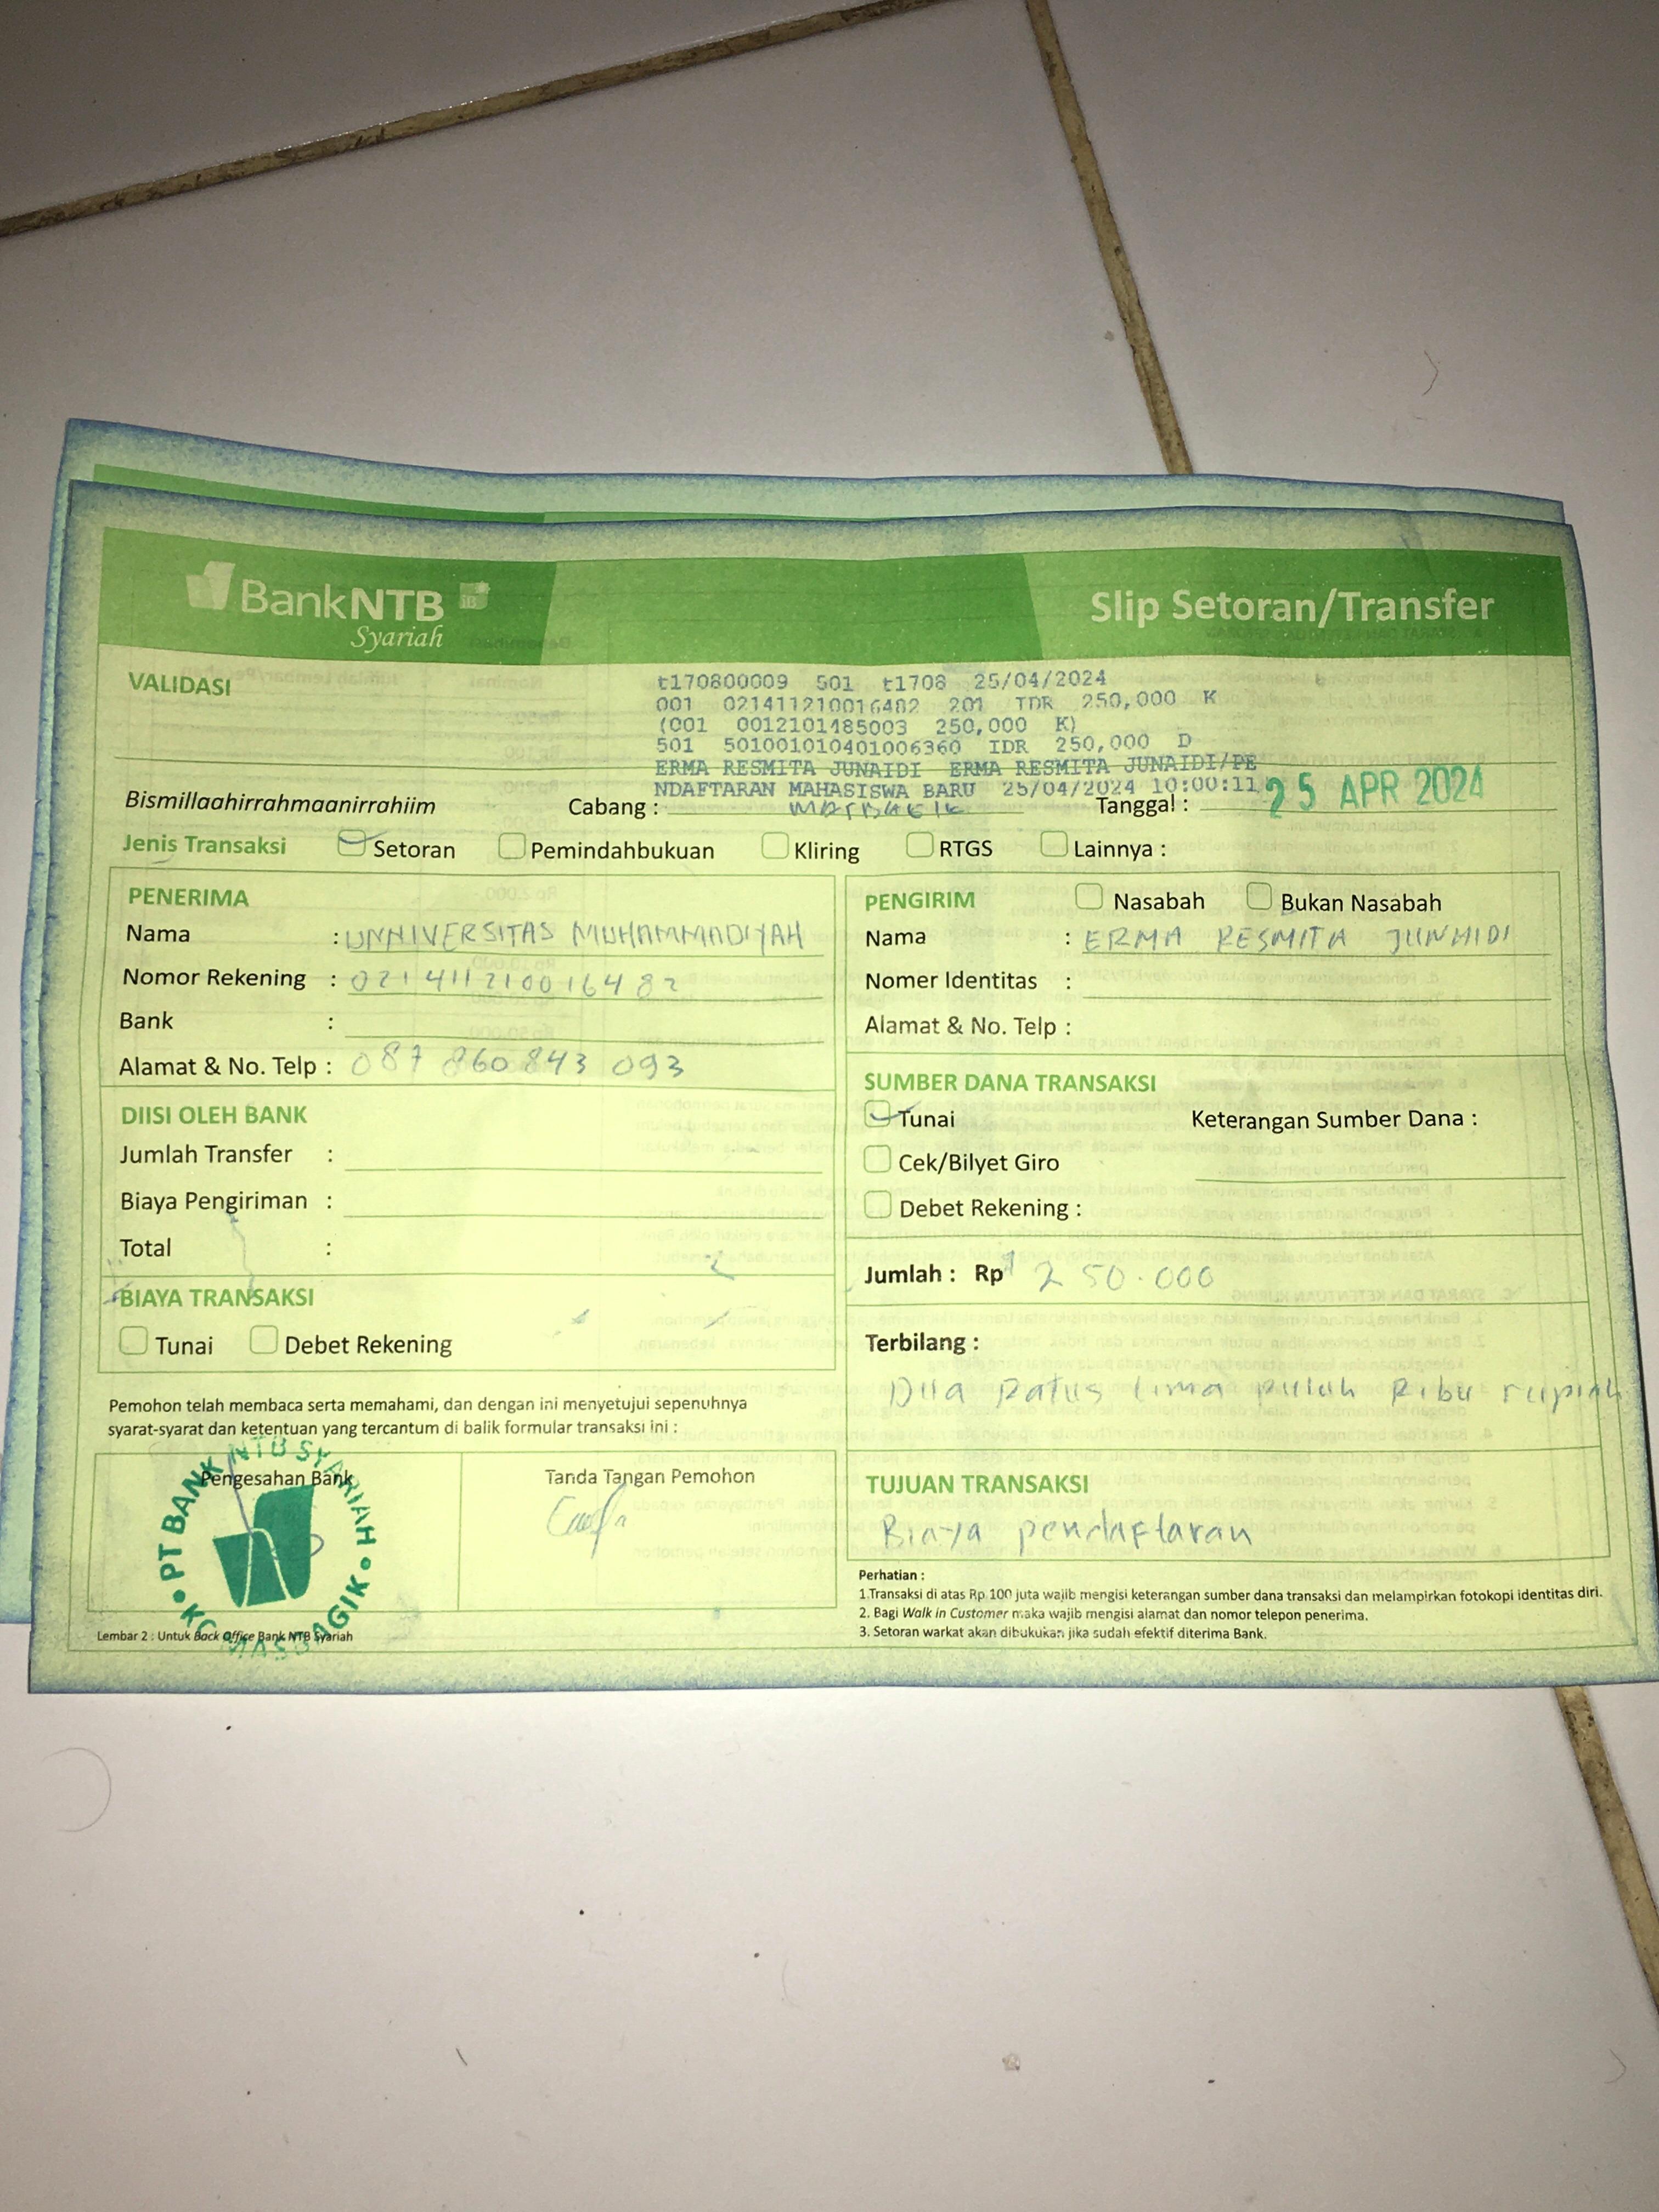 BankNTB
Syariah
Slip Setoran/Transfer
VALIDASI
t170800009 501 t1708 25/04/2024
001 021411210016482 201 IDR 250,000 K
(001 0012101485003 250,000 K)
501 501001010401006360 IDR 250,000 D
ERMA RESMITA JUNAIDI ERMA RESMITA JUNAIDI/PE
NDAFTARAN MAHASISWA BARU 25/04/2024 10:00:11
Bismillaahirrahmaanirrahiim
Cabang :
Tanggal : 25 APR 2024
Jenis Transaksi Setoran Pemindahbukuan Kliring RTGS Lainnya :
PENERIMA
Nama : UNNIVERSITAS MUHAMMADIYAH
Nomor Rekening : 021411210016482
Bank :
Alamat & No. Telp : 087 860 843 093
DIISI OLEH BANK
Jumlah Transfer :
Biaya Pengiriman :
Total :
BIAYA TRANSAKSI
Tunai Debet Rekening
Pemohon telah membaca serta memahami, dan dengan ini menyetujui sepenuhnya
syarat-syarat dan ketentuan yang tercantum di balik formular transaksi ini :
Pengesahan Bank
PT BANK NTB SYARIAH • KC MASBAGIK •
Tanda Tangan Pemohon
Lembar 2 : Untuk Back Office Bank NTB Syariah
PENGIRIM Nasabah Bukan Nasabah
Nama : ERMA RESMITA JUNAIDI
Nomer Identitas :
Alamat & No. Telp :
SUMBER DANA TRANSAKSI
Tunai Keterangan Sumber Dana :
Cek/Bilyet Giro
Debet Rekening :
Jumlah : Rp 250.000
Terbilang :
Dua Ratus lima puluh Ribu rupiah
TUJUAN TRANSAKSI
Biaya pendaftaran
Perhatian :
1.Transaksi di atas Rp.100 juta wajib mengisi keterangan sumber dana transaksi dan melampirkan fotokopi identitas diri.
2. Bagi Walk in Customer maka wajib mengisi alamat dan nomor telepon penerima.
3. Setoran warkat akan dibukukan jika sudah efektif diterima Bank.